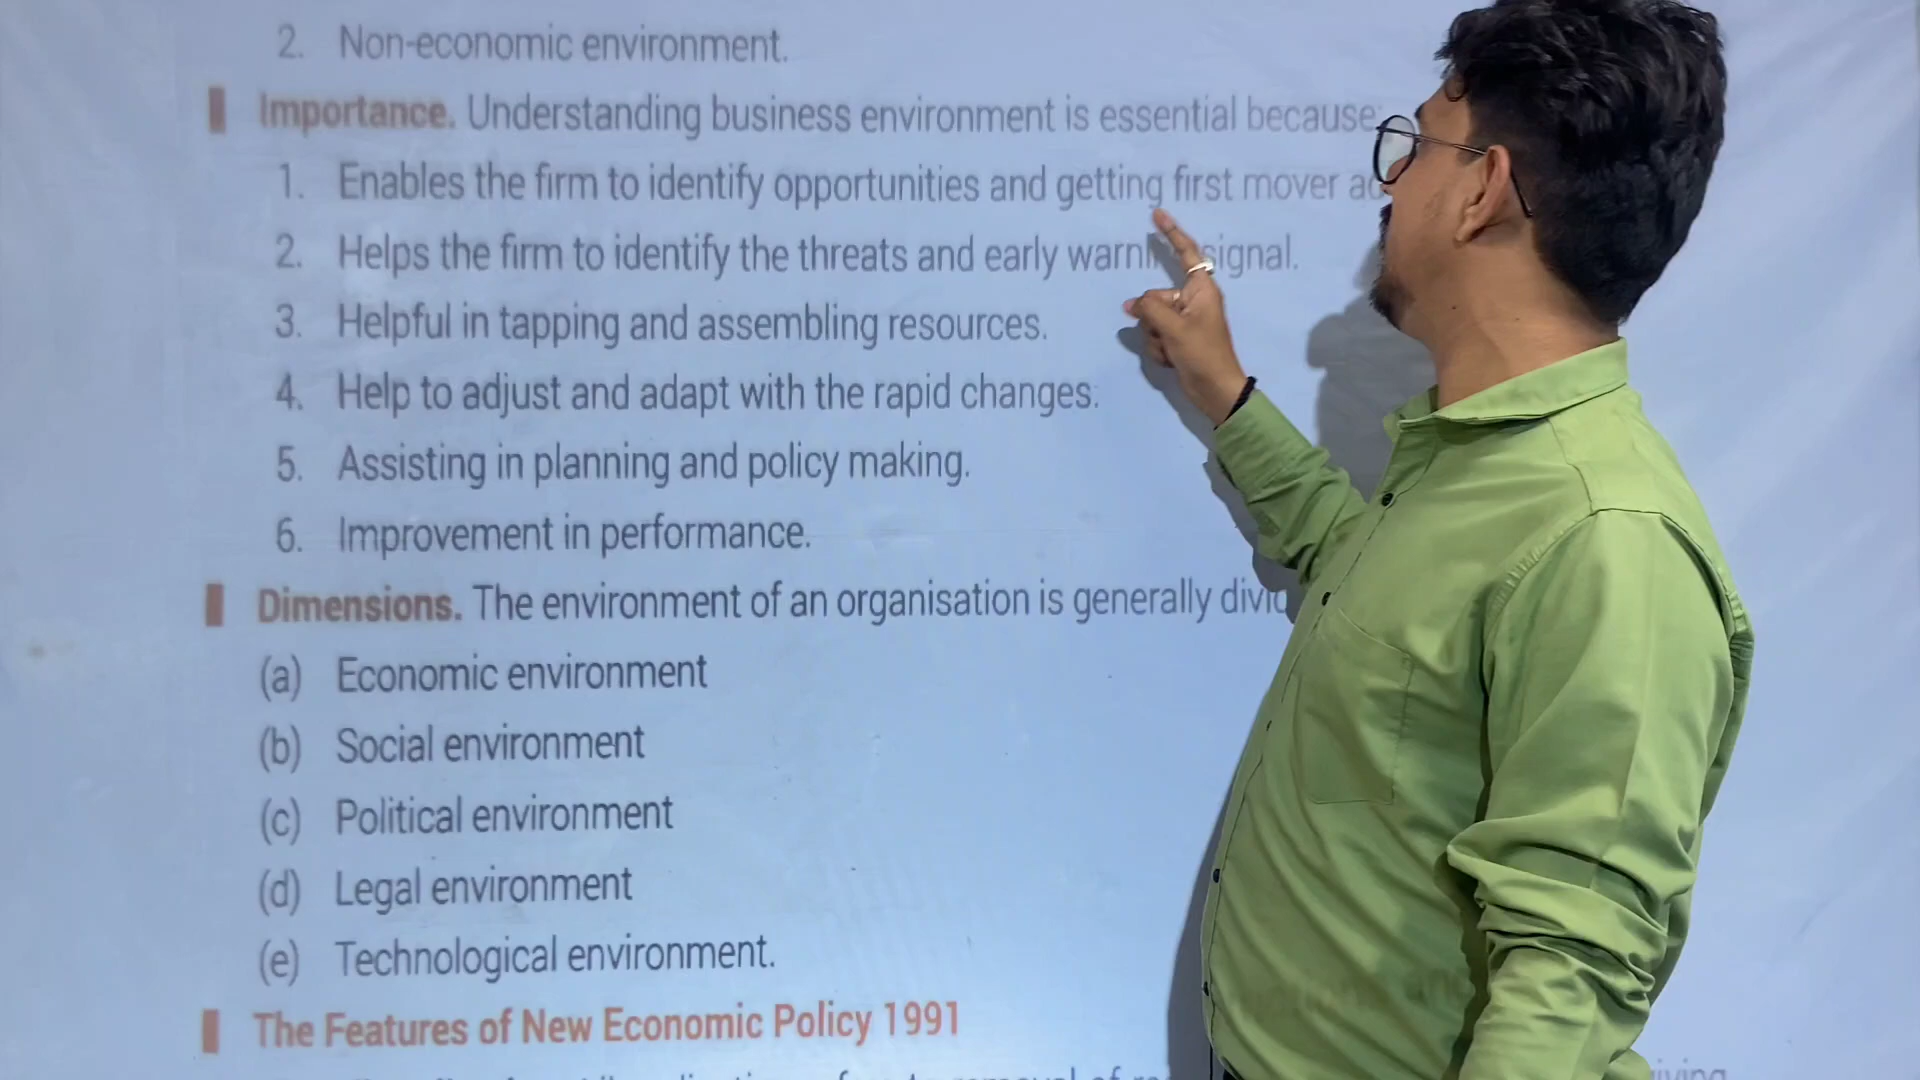 2. Non-economic environment.
Importance. Understanding business environment is essential because:
1. Enables the firm to identify opportunities and getting first mover
2. Helps the firm to identify the threats and early signal.
3. Helpful in tapping and assembling resources.
4. Help to adjust and adapt with the rapid changes.
5. Assisting in planning and policy making.
6. Improvement in performance.
Dimensions. The environment of an organisation is generally
(a) Economic environment
(b) Social environment
(c) Political environment
(d) Legal environment
(e) Technological environment.
The Features of New Economic Policy 1991